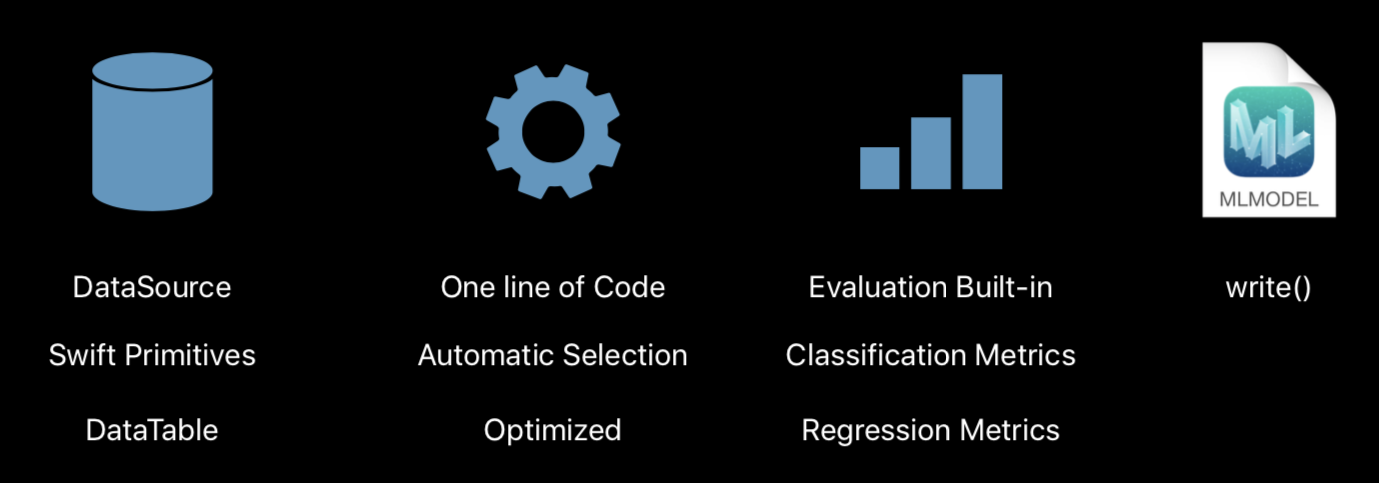 ML
MLMODEL
DataSource
One line of Code
Evaluation Built-in
write()
Swift Primitives
Automatic Selection
Classification Metrics
DataTable
Optimized
Regression Metrics